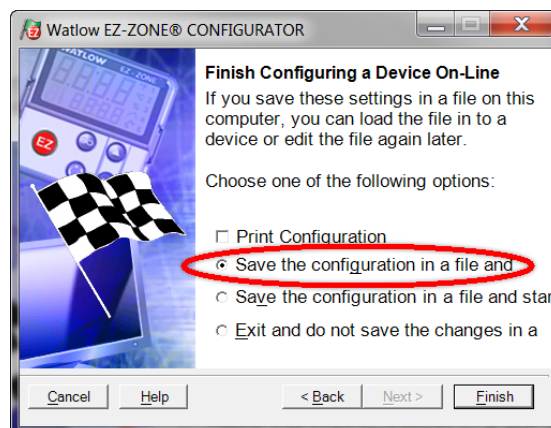 Watlow EZ-ZONE® CONFIGURATOR
WATLOW EZ-ZONE
EZ
Finish Configuring a Device On-Line
If you save these settings in a file on this
computer, you can load the file in to a
device or edit the file again later.
Choose one of the following options:
Print Configuration
Save the configuration in a file and
Save the configuration in a file and star
Exit and do not save the changes in a
Cancel Help < Back Next > Finish